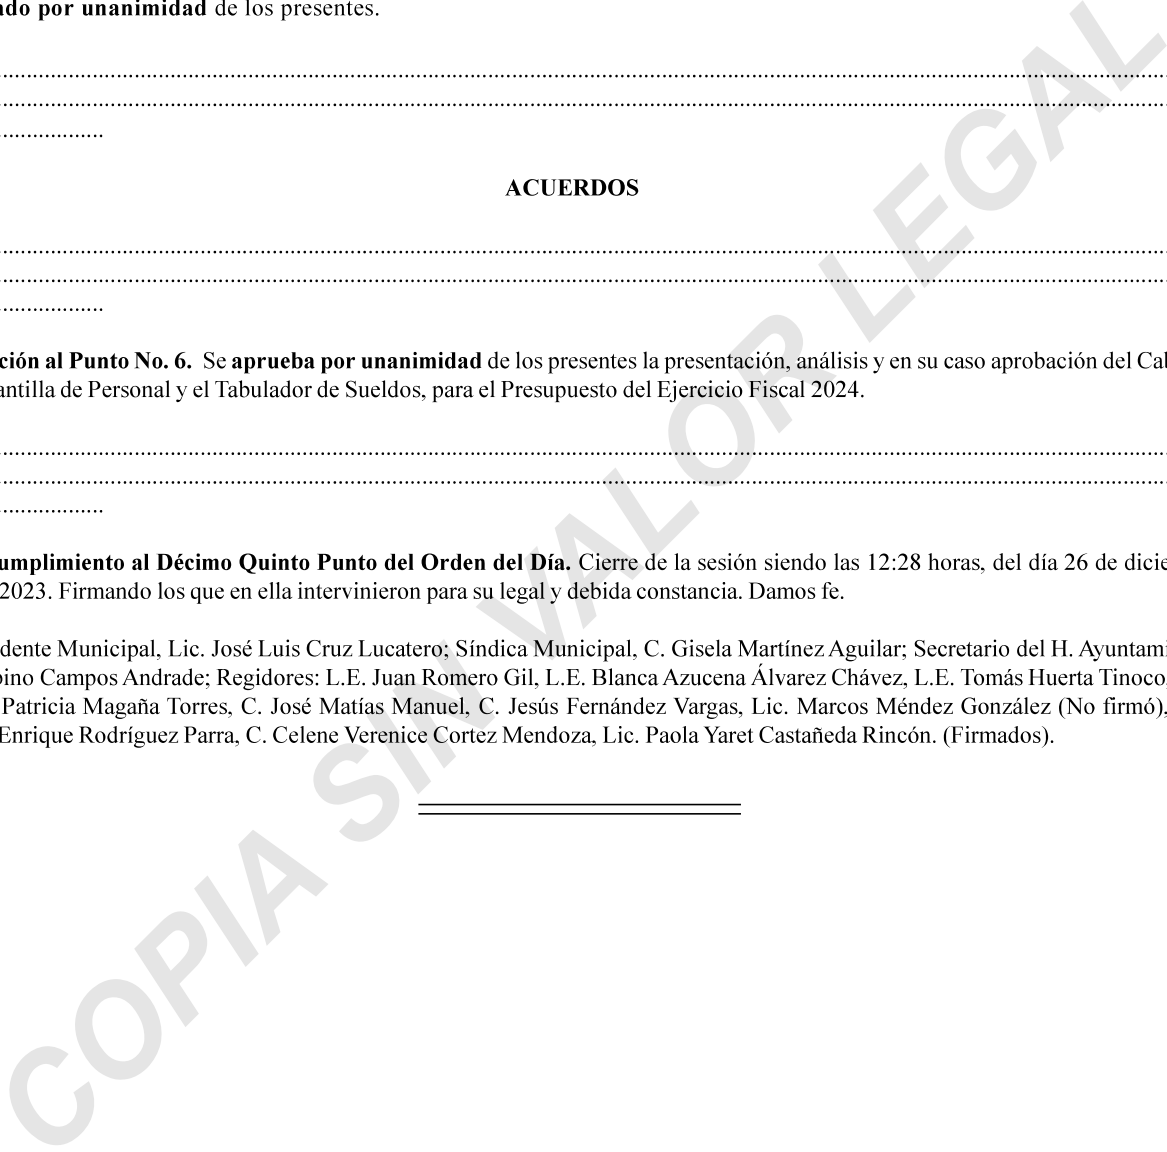 ado por unanimidad de los presentes.
ACUERDOS
ción al Punto No. 6. Se aprueba por unanimidad de los presentes la presentación, análisis y en su caso aprobación del Cal
antilla de Personal y el Tabulador de Sueldos, para el Presupuesto del Ejercicio Fiscal 2024.
umplimiento al Décimo Quinto Punto del Orden del Día. Cierre de la sesión siendo las 12:28 horas, del día 26 de dicie
2023. Firmando los que en ella intervinieron para su legal y debida constancia. Damos fe.
dente Municipal, Lic. José Luis Cruz Lucatero; Síndica Municipal, C. Gisela Martínez Aguilar; Secretario del H. Ayuntami
bino Campos Andrade; Regidores: L.E. Juan Romero Gil, L.E. Blanca Azucena Álvarez Chávez, L.E. Tomás Huerta Tinoco,
Patricia Magaña Torres, C. José Matías Manuel, C. Jesús Fernández Vargas, Lic. Marcos Méndez González (No firmó),
Enrique Rodríguez Parra, C. Celene Verenice Cortez Mendoza, Lic. Paola Yaret Castañeda Rincón. (Firmados).
COPIA SIN VALOR LEGAL